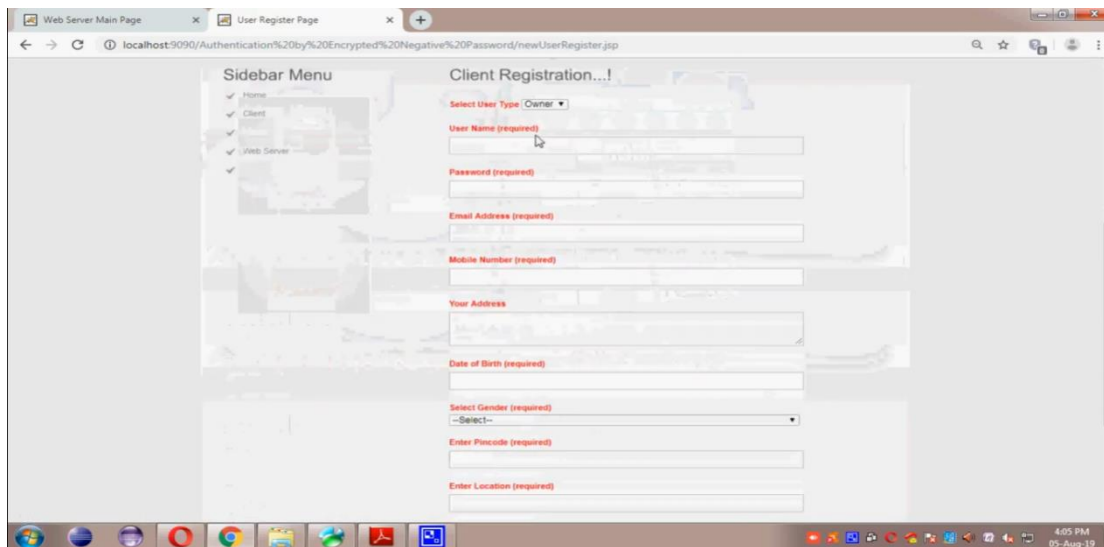 Web Server Main Page
User Register Page
localhost:9090/Authentication%20by%20Encrypted%20Negative%20Password/newUserRegister.jsp
Sidebar Menu
Home
Client
Web Server
Client Registration...!
Select User Type Owner
User Name (required)
Password (required)
Email Address (required)
Mobile Number (required)
Your Address
Date of Birth (required)
Select Gender (required)
--Select--
Enter Pincode (required)
Enter Location (required)
4:05 PM
05-Aug-19